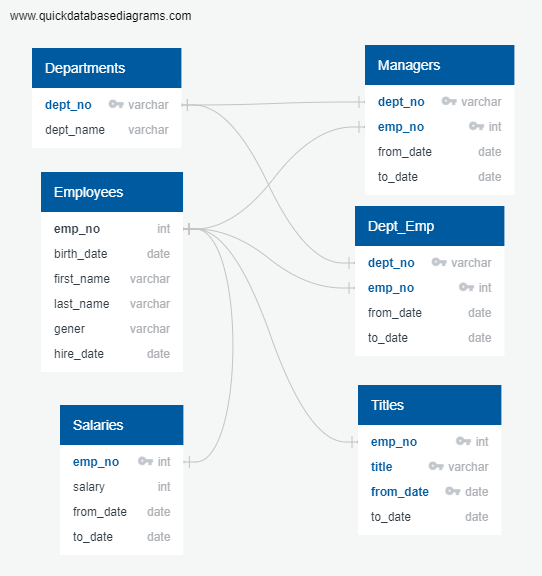 www.quickdatabasediagrams.com
Departments
dept_no varchar
dept_name varchar
Managers
dept_no varchar
emp_no int
from_date date
to_date date
Employees
emp_no int
birth_date date
first_name varchar
last_name varchar
gener varchar
hire_date date
Dept_Emp
dept_no varchar
emp_no int
from_date date
to_date date
Salaries
emp_no int
salary int
from_date date
to_date date
Titles
emp_no int
title varchar
from_date date
to_date date